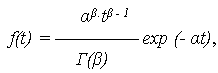 f(t) = α^β·t^(β - 1) / Γ(β) exp (- αt),